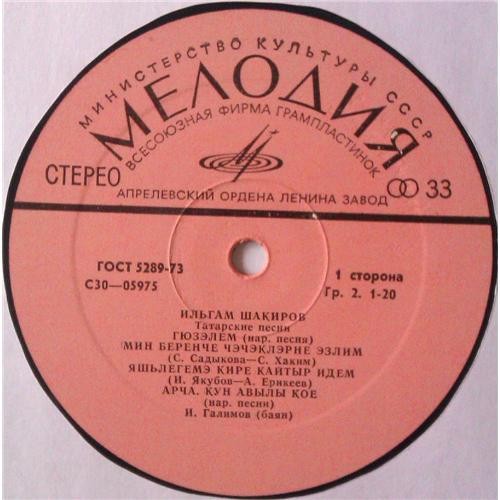 МИНИСТЕРСТВО КУЛЬТУРЫ СССР
МЕЛОДИЯ
ВСЕСОЮЗНАЯ ФИРМА ГРАМПЛАСТИНОК
СТЕРЕО
33
АПРЕЛЕВСКИЙ ОРДЕНА ЛЕНИНА ЗАВОД
ГОСТ 5289-73
С30—05975
1 сторона
Гр. 2. 1-20
ИЛЬГАМ ШАКИРОВ
Татарские песни
ГЮЗЭЛЕМ (нар. песня)
МИН БЕРЕНЧЕ ЧЭЧЭКЛЭРНЕ ЭЗЛИМ
(С. Садыкова—С. Хаким)
ЯШЬЛЕГЕМЭ КИРЕ КАЙТЫР ИДЕМ
(И. Якубов—А. Ерикеев)
АРЧА. КУН АВЫЛЫ КОЕ
(нар. песни)
И. Галимов (баян)